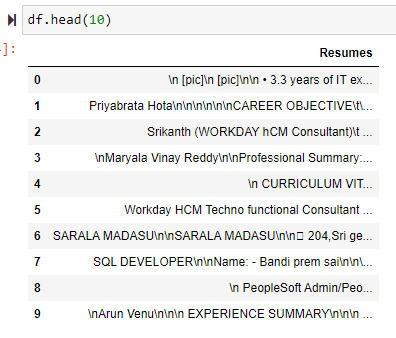 df.head(10)
]:
Resumes
0 \n [pic]\n [pic]\n\n • 3.3 years of IT ex...
1 Priyabrata Hota\n\n\n\n\n\nCAREER OBJECTIVE\t\...
2 Srikanth (WORKDAY hCM Consultant)\t ...
3 \nMaryala Vinay Reddy\n\nProfessional Summary:...
4 \n CURRICULUM VIT...
5 Workday HCM Techno functional Consultant ...
6 SARALA MADASU\n\nSARALA MADASU\n\n 204,Sri ge...
7 SQL DEVELOPER\n\nName: - Bandi prem sai\n\n\...
8 \n PeopleSoft Admin/Peo...
9 \nArun Venu\n\n\n EXPERIENCE SUMMARY\n\n\n ...